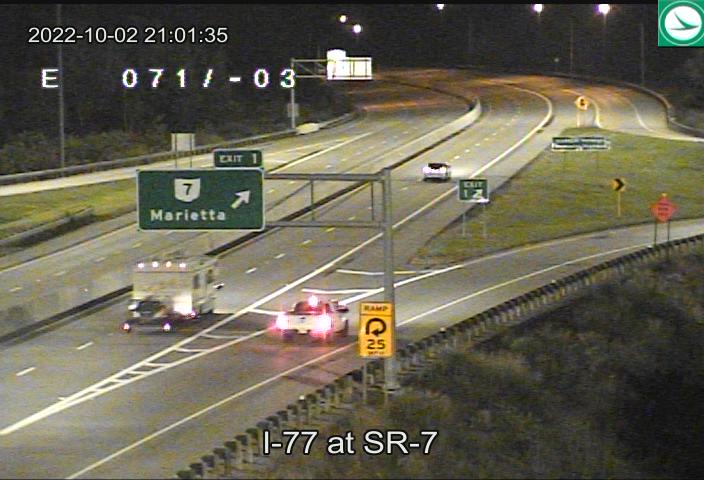 2022-10-02 21:01:35
E 071/-03
EXIT 1
7
Marietta
EXIT
1
RAMP
25
MPH
I-77 at SR-7